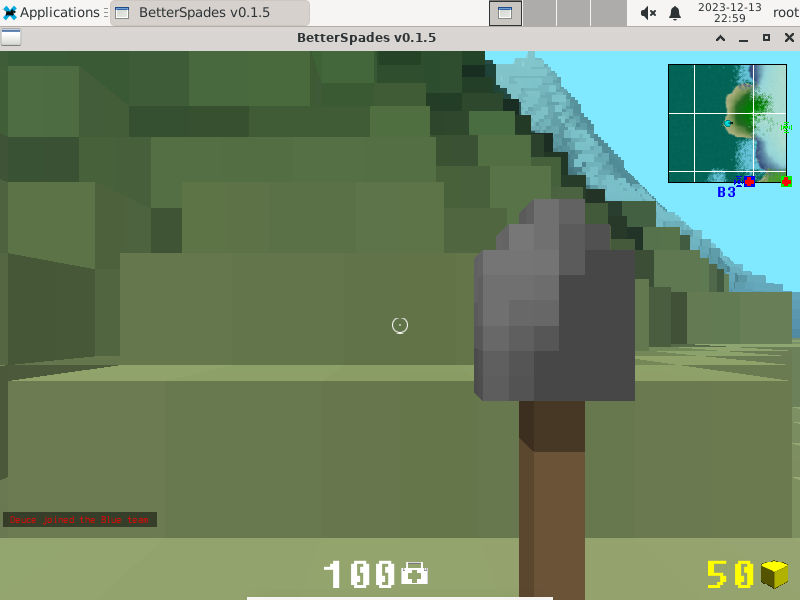 Applications
BetterSpades v0.1.5
2023-12-13
22:59
root
BetterSpades v0.1.5
B3
Deuce joined the Blue team
100
50